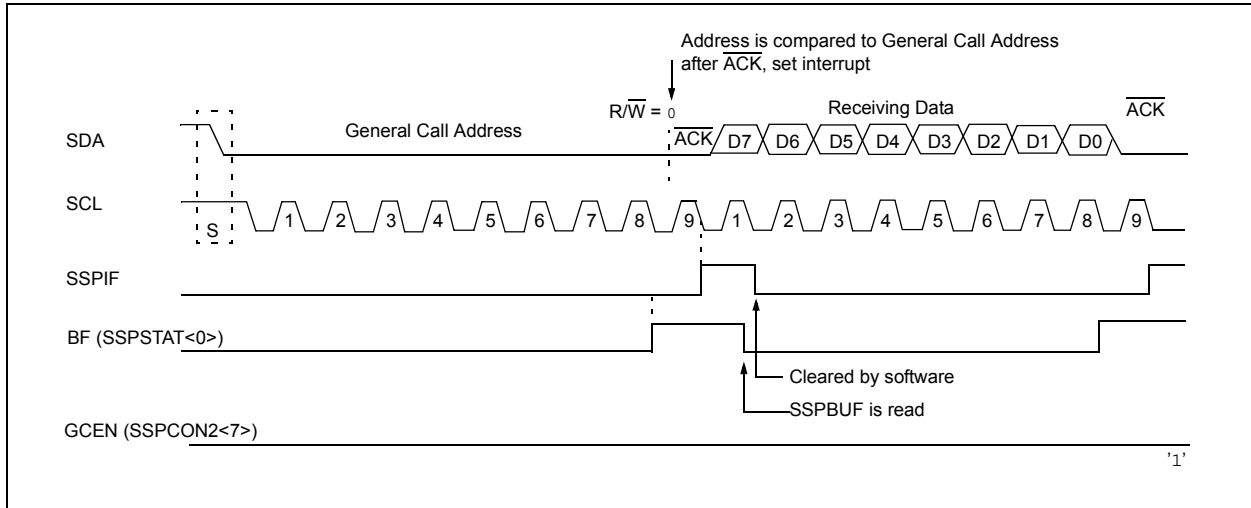 Address is compared to General Call Address
after ACK, set interrupt
R/W = 0
Receiving Data
ACK
SDA
General Call Address
ACK
D7 D6 D5 D4 D3 D2 D1 D0
SCL
S
1 2 3 4 5 6 7 8 9 1 2 3 4 5 6 7 8 9
SSPIF
BF (SSPSTAT<0>)
Cleared by software
SSPBUF is read
GCEN (SSPCON2<7>)
'1'